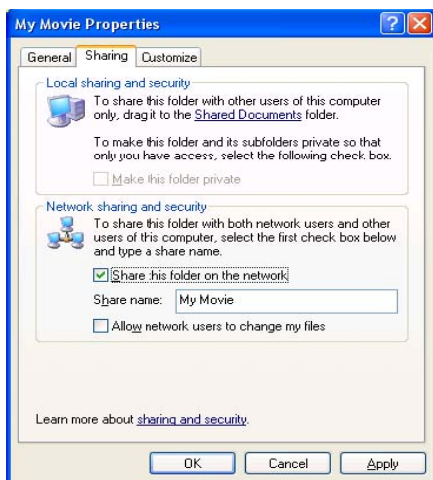 My Movie Properties
General Sharing Customize
Local sharing and security
To share this folder with other users of this computer
only, drag it to the Shared Documents folder.
To make this folder and its subfolders private so that
only you have access, select the following check box.
Make this folder private
Network sharing and security
To share this folder with both network users and other
users of this computer, select the first check box below
and type a share name.
Share this folder on the network
Share name: My Movie
Allow network users to change my files
Learn more about sharing and security.
OK Cancel Apply